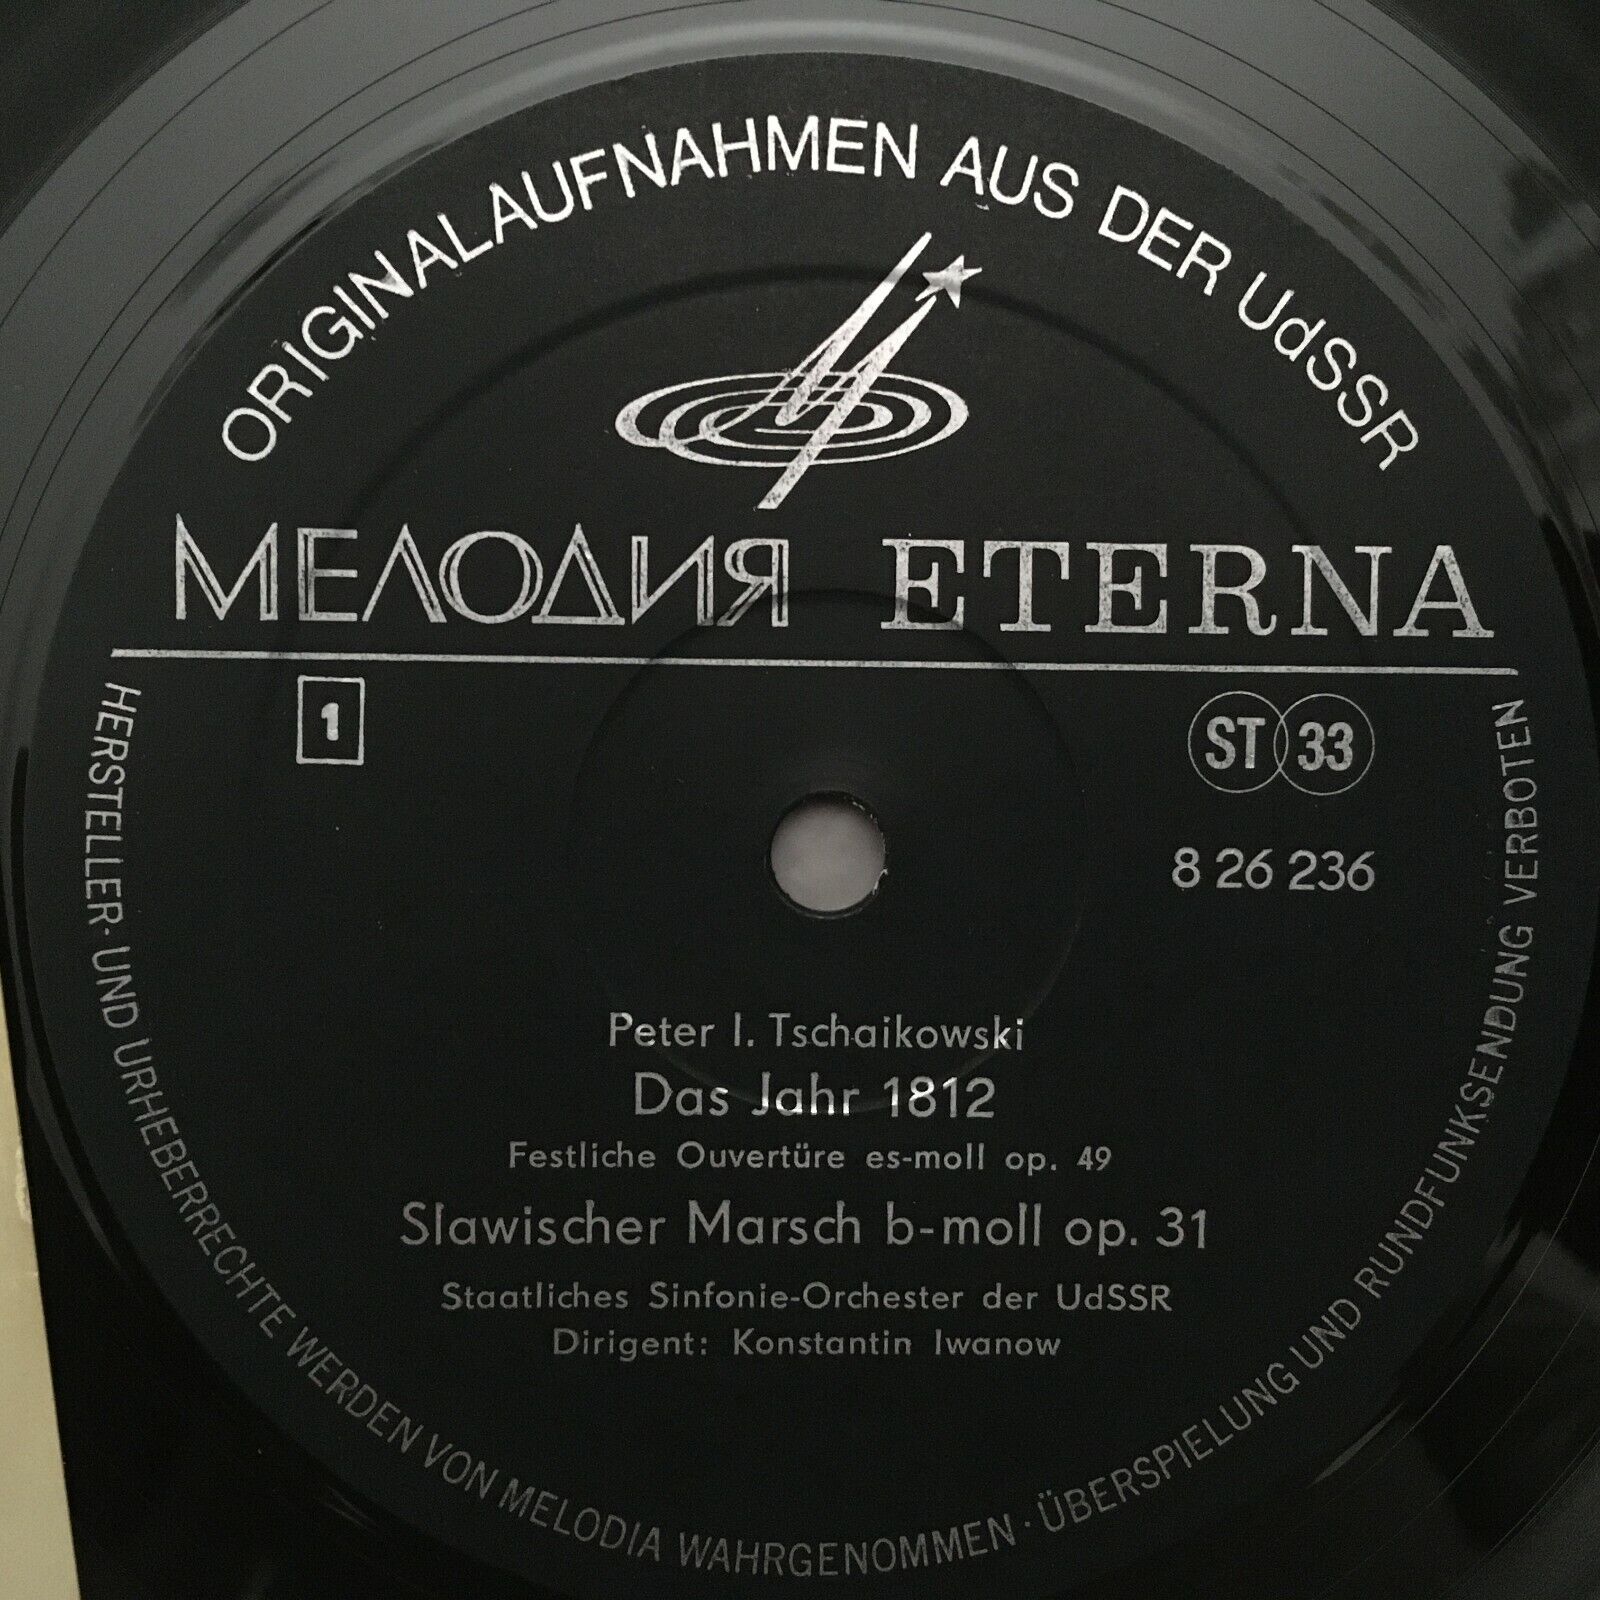 ORIGINALAUFNAHMEN AUS DER UdSSR
МЕЛОДИЯ ETERNA
1
ST 33
8 26 236
Peter I. Tschaikowski
Das Jahr 1812
Festliche Ouvertüre es-moll op. 49
Slawischer Marsch b-moll op. 31
Staatliches Sinfonie-Orchester der UdSSR
Dirigent: Konstantin Iwanow
HERSTELLER- UND URHEBERRECHTE WERDEN VON MELODIA WAHRGENOMMEN · ÜBERSPIELUNG UND RUNDFUNKSENDUNG VERBOTEN